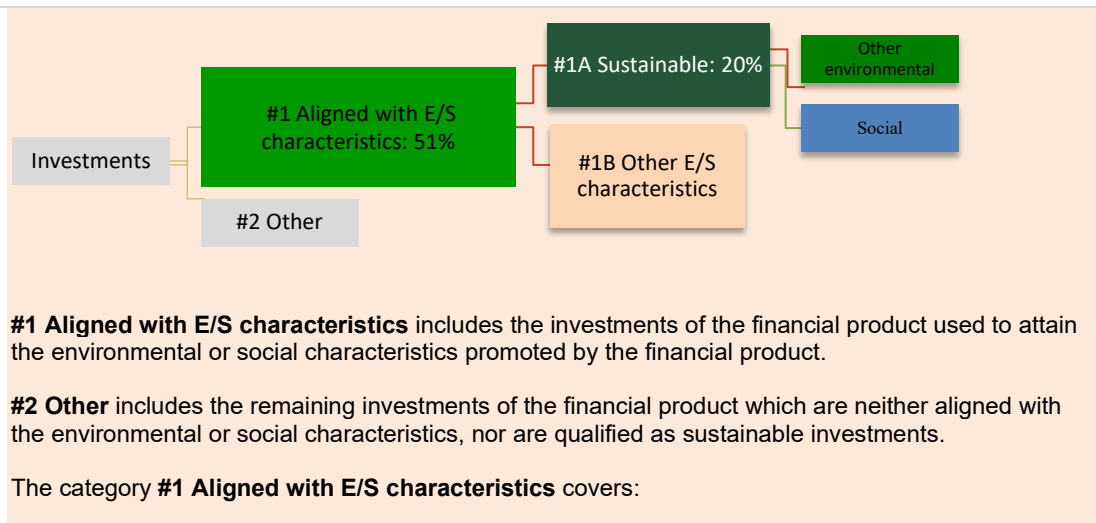 Investments
#1 Aligned with E/S
characteristics: 51%
#2 Other
#1A Sustainable: 20%
#1B Other E/S
characteristics
Other
environmental
Social
#1 Aligned with E/S characteristics includes the investments of the financial product used to attain
the environmental or social characteristics promoted by the financial product.
#2 Other includes the remaining investments of the financial product which are neither aligned with
the environmental or social characteristics, nor are qualified as sustainable investments.
The category #1 Aligned with E/S characteristics covers: